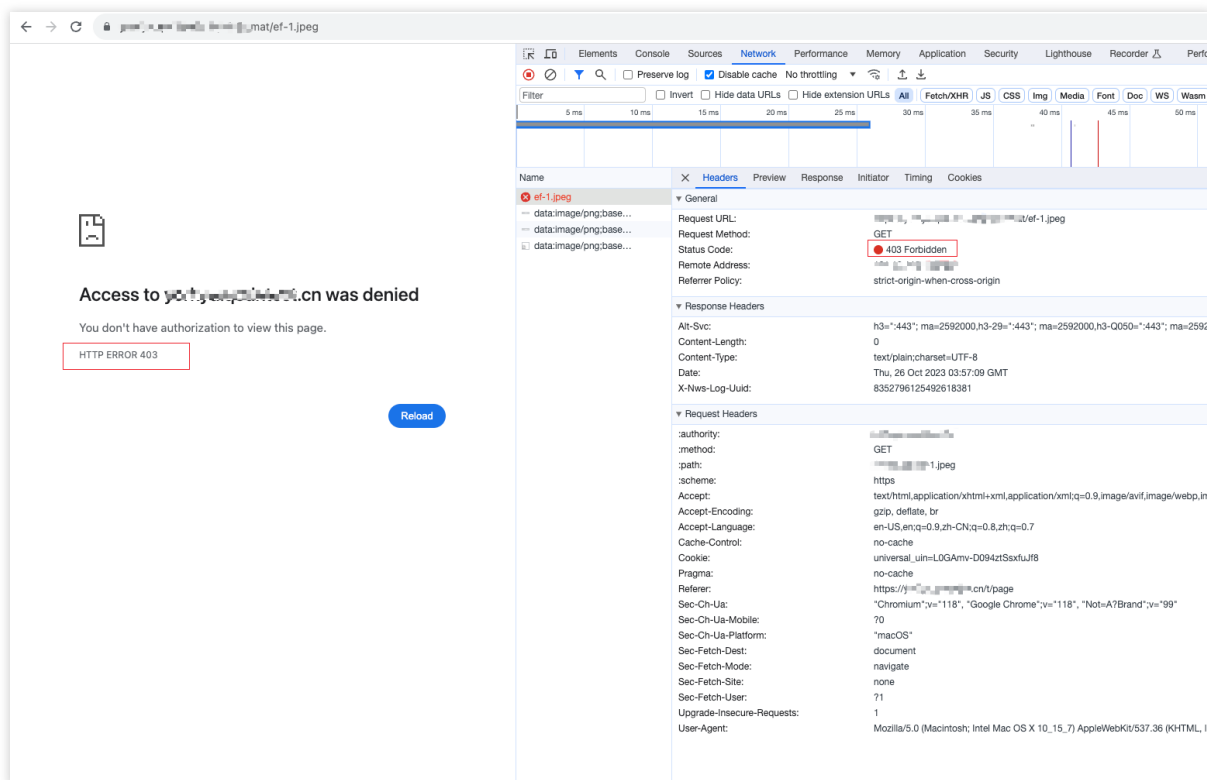 mat/ef-1.jpeg
Elements Console Sources Network Performance Memory Application Security Lighthouse Recorder Perfo
Preserve log Disable cache No throttling
Filter Invert Hide data URLs Hide extension URLs All Fetch/XHR JS CSS Img Media Font Doc WS Wasm
5 ms 10 ms 15 ms 20 ms 25 ms 30 ms 35 ms 40 ms 45 ms 50 ms
Name
ef-1.jpeg
data:image/png;base...
data:image/png;base...
data:image/png;base...
Access to .cn was denied
You don't have authorization to view this page.
HTTP ERROR 403
Reload
Headers Preview Response Initiator Timing Cookies
General
Request URL: t/ef-1.jpeg
Request Method: GET
Status Code: 403 Forbidden
Remote Address:
Referrer Policy: strict-origin-when-cross-origin
Response Headers
Alt-Svc: h3=":443"; ma=2592000,h3-29=":443"; ma=2592000,h3-Q050=":443"; ma=2592
Content-Length: 0
Content-Type: text/plain;charset=UTF-8
Date: Thu, 26 Oct 2023 03:57:09 GMT
X-Nws-Log-Uuid: 8352796125492618381
Request Headers
:authority:
:method: GET
:path: -1.jpeg
:scheme: https
Accept: text/html,application/xhtml+xml,application/xml;q=0.9,image/avif,image/webp,in
Accept-Encoding: gzip, deflate, br
Accept-Language: en-US,en;q=0.9,zh-CN;q=0.8,zh;q=0.7
Cache-Control: no-cache
Cookie: universal_uin=L0GAmv-D094ztSsxfuJf8
Pragma: no-cache
Referer: https:// .cn/t/page
Sec-Ch-Ua: "Chromium";v="118", "Google Chrome";v="118", "Not=A?Brand";v="99"
Sec-Ch-Ua-Mobile: ?0
Sec-Ch-Ua-Platform: "macOS"
Sec-Fetch-Dest: document
Sec-Fetch-Mode: navigate
Sec-Fetch-Site: none
Sec-Fetch-User: ?1
Upgrade-Insecure-Requests: 1
User-Agent: Mozilla/5.0 (Macintosh; Intel Mac OS X 10_15_7) AppleWebKit/537.36 (KHTML, l